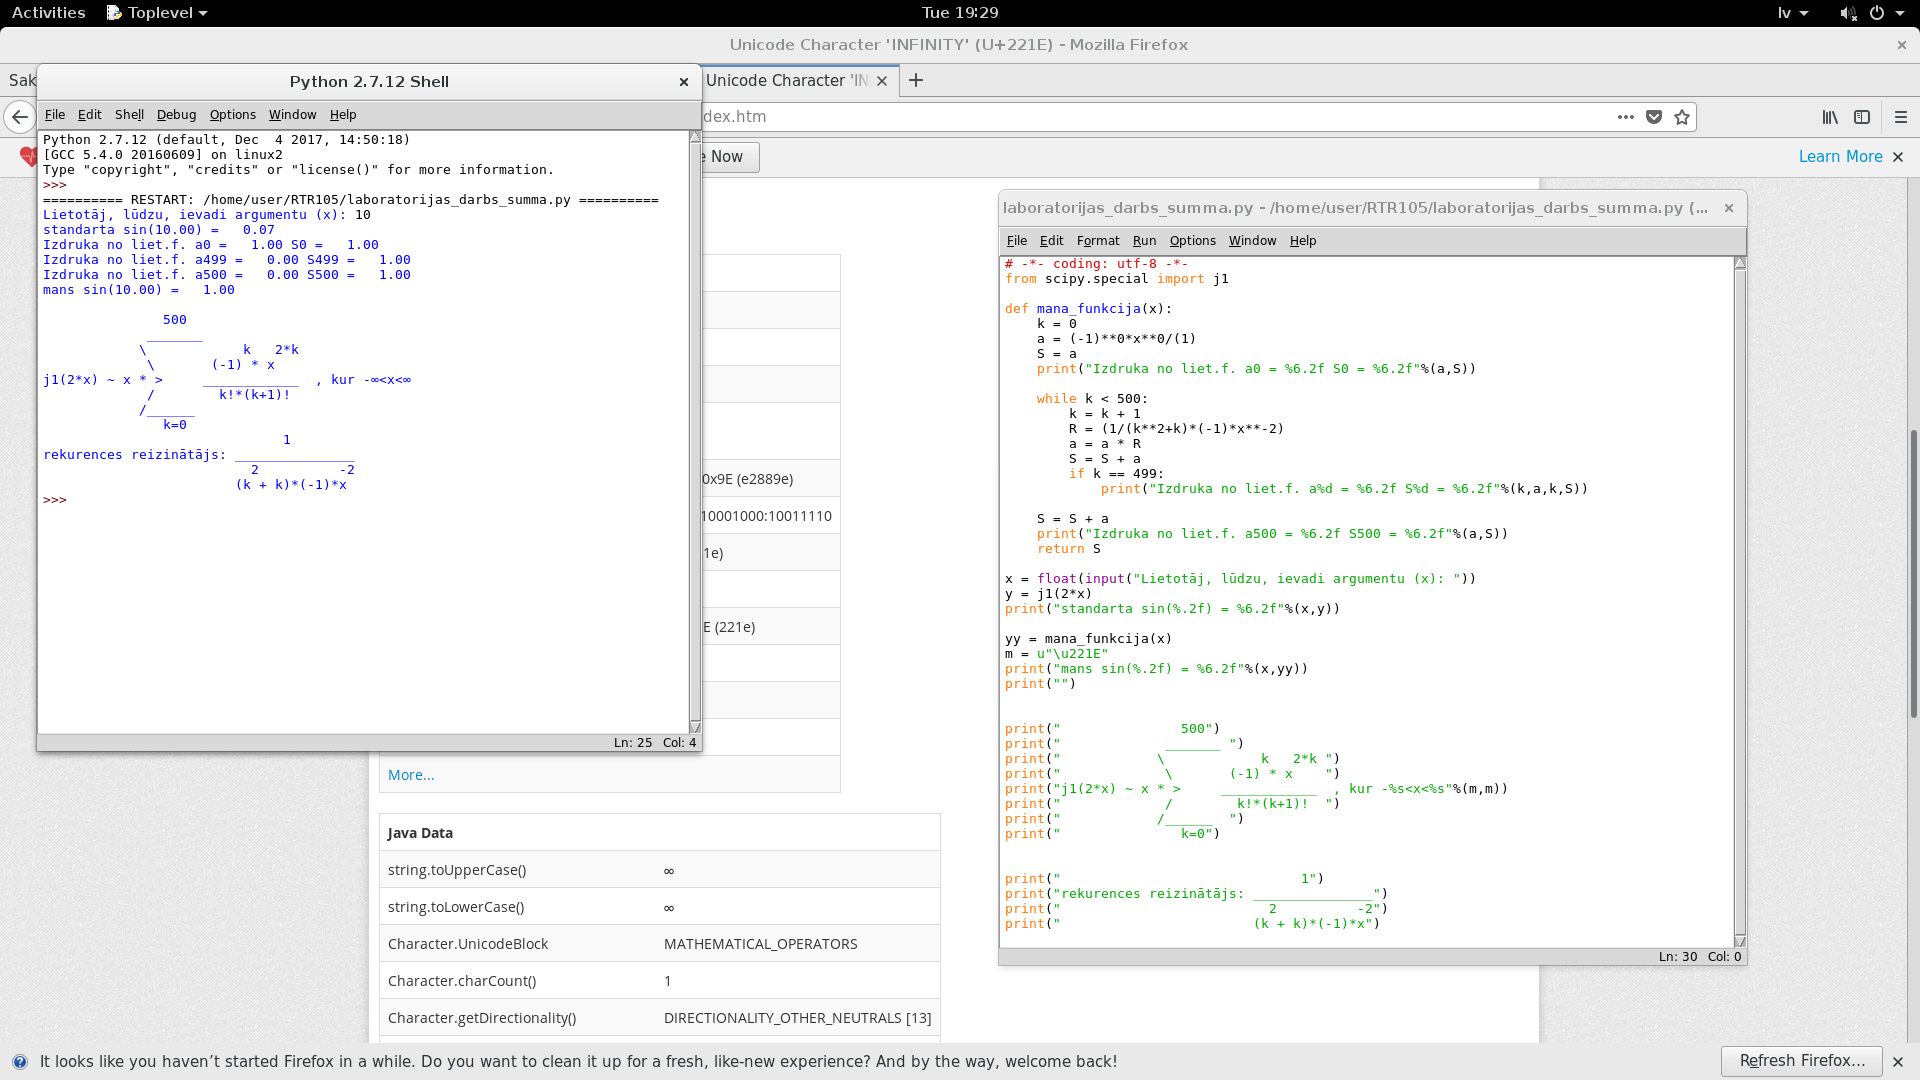 Activities Toplevel Tue 19:29 lv
Unicode Character 'INFINITY' (U+221E) - Mozilla Firefox ×
Sak Unicode Character 'IN
dex.htm
e Now Learn More
Python 2.7.12 Shell ×
File Edit Shell Debug Options Window Help
Python 2.7.12 (default, Dec  4 2017, 14:50:18)
[GCC 5.4.0 20160609] on linux2
Type "copyright", "credits" or "license()" for more information.
>>>
========== RESTART: /home/user/RTR105/laboratorijas_darbs_summa.py ==========
Lietotāj, lūdzu, ievadi argumentu (x): 10
standarta sin(10.00) =   0.07
Izdruka no liet.f. a0 =   1.00 S0 =   1.00
Izdruka no liet.f. a499 =   0.00 S499 =   1.00
Izdruka no liet.f. a500 =   0.00 S500 =   1.00
mans sin(10.00) =   1.00
               500
             _______
            \            k   2*k
             \       (-1) * x
j1(2*x) ~ x * >     ____________  , kur -∞<x<∞
             /        k!*(k+1)!
            /______
               k=0
                              1
rekurences reizinātājs: _______________
                          2          -2
                        (k + k)*(-1)*x
>>>
Ln: 25 Col: 4
0x9E (e2889e)
10001000:10011110
1e)
E (221e)
More...
Java Data
string.toUpperCase() ∞
string.toLowerCase() ∞
Character.UnicodeBlock MATHEMATICAL_OPERATORS
Character.charCount() 1
Character.getDirectionality() DIRECTIONALITY_OTHER_NEUTRALS [13]
laboratorijas_darbs_summa.py - /home/user/RTR105/laboratorijas_darbs_summa.py (... ×
File Edit Format Run Options Window Help
# -*- coding: utf-8 -*-
from scipy.special import j1
def mana_funkcija(x):
    k = 0
    a = (-1)**0*x**0/(1)
    S = a
    print("Izdruka no liet.f. a0 = %6.2f S0 = %6.2f"%(a,S))
    while k < 500:
        k = k + 1
        R = (1/(k**2+k)*(-1)*x**-2)
        a = a * R
        S = S + a
        if k == 499:
            print("Izdruka no liet.f. a%d = %6.2f S%d = %6.2f"%(k,a,k,S))
    S = S + a
    print("Izdruka no liet.f. a500 = %6.2f S500 = %6.2f"%(a,S))
    return S
x = float(input("Lietotāj, lūdzu, ievadi argumentu (x): "))
y = j1(2*x)
print("standarta sin(%.2f) = %6.2f"%(x,y))
yy = mana_funkcija(x)
m = u"\u221E"
print("mans sin(%.2f) = %6.2f"%(x,yy))
print("")
print("               500")
print("             _______ ")
print("            \            k   2*k ")
print("             \       (-1) * x    ")
print("j1(2*x) ~ x * >     ____________  , kur -%s<x<%s"%(m,m))
print("             /        k!*(k+1)!  ")
print("            /______  ")
print("               k=0")
print("                              1")
print("rekurences reizinātājs: _______________")
print("                          2          -2")
print("                        (k + k)*(-1)*x")
Ln: 30 Col: 0
It looks like you haven’t started Firefox in a while. Do you want to clean it up for a fresh, like-new experience? And by the way, welcome back! Refresh Firefox...